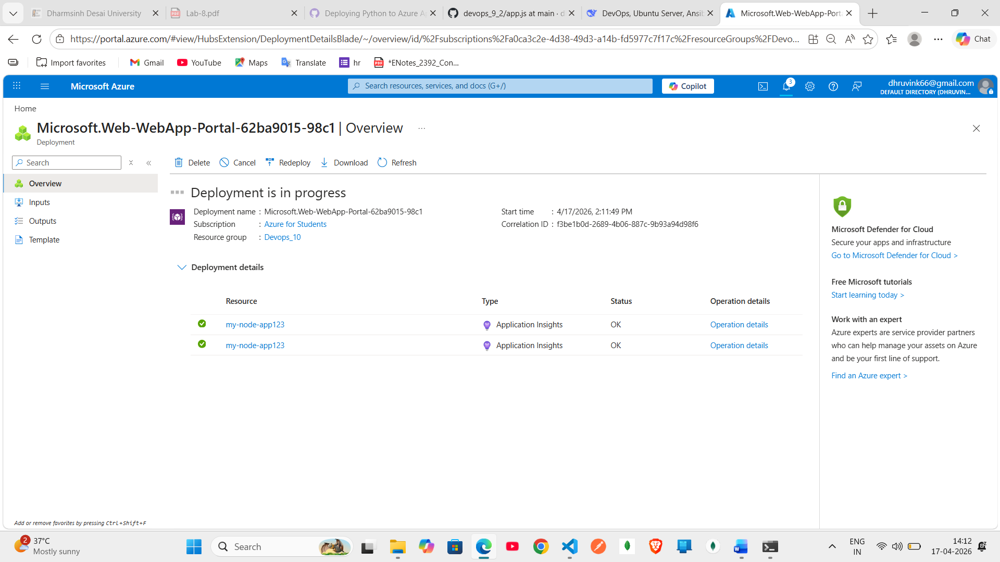 Dharmsinh Desai University
Lab-8.pdf
Deploying Python to Azure Ap
devops_9_2/app.js at main · d
DevOps, Ubuntu Server, Ansib
Microsoft.Web-WebApp-Porta
https://portal.azure.com/#view/HubsExtension/DeploymentDetailsBlade/~/overview/id/%2Fsubscriptions%2Fa0ca3c2e-4d38-49d3-a14b-fd5977c7f17c%2FresourceGroups%2FDevo...
Chat
Import favorites
Gmail
YouTube
Maps
Translate
hr
*ENotes_2392_Con...
Microsoft Azure
Search resources, services, and docs (G+/)
Copilot
3
dhruvink66@gmail.com
DEFAULT DIRECTORY (DHRUVIN...
Home
Microsoft.Web-WebApp-Portal-62ba9015-98c1 | Overview
Deployment
Search
Delete
Cancel
Redeploy
Download
Refresh
Overview
Inputs
Outputs
Template
Deployment is in progress
Deployment name : Microsoft.Web-WebApp-Portal-62ba9015-98c1
Subscription : Azure for Students
Resource group : Devops_10
Start time : 4/17/2026, 2:11:49 PM
Correlation ID : f3be1b0d-2689-4b06-887c-9b93a94d98f6
Deployment details
Resource Type Status Operation details
my-node-app123 Application Insights OK Operation details
my-node-app123 Application Insights OK Operation details
Microsoft Defender for Cloud
Secure your apps and infrastructure
Go to Microsoft Defender for Cloud >
Free Microsoft tutorials
Start learning today >
Work with an expert
Azure experts are service provider partners
who can help manage your assets on Azure
and be your first line of support.
Find an Azure expert >
Add or remove favorites by pressing Ctrl+Shift+F
2
37°C
Mostly sunny
Search
ENG
IN
14:12
17-04-2026